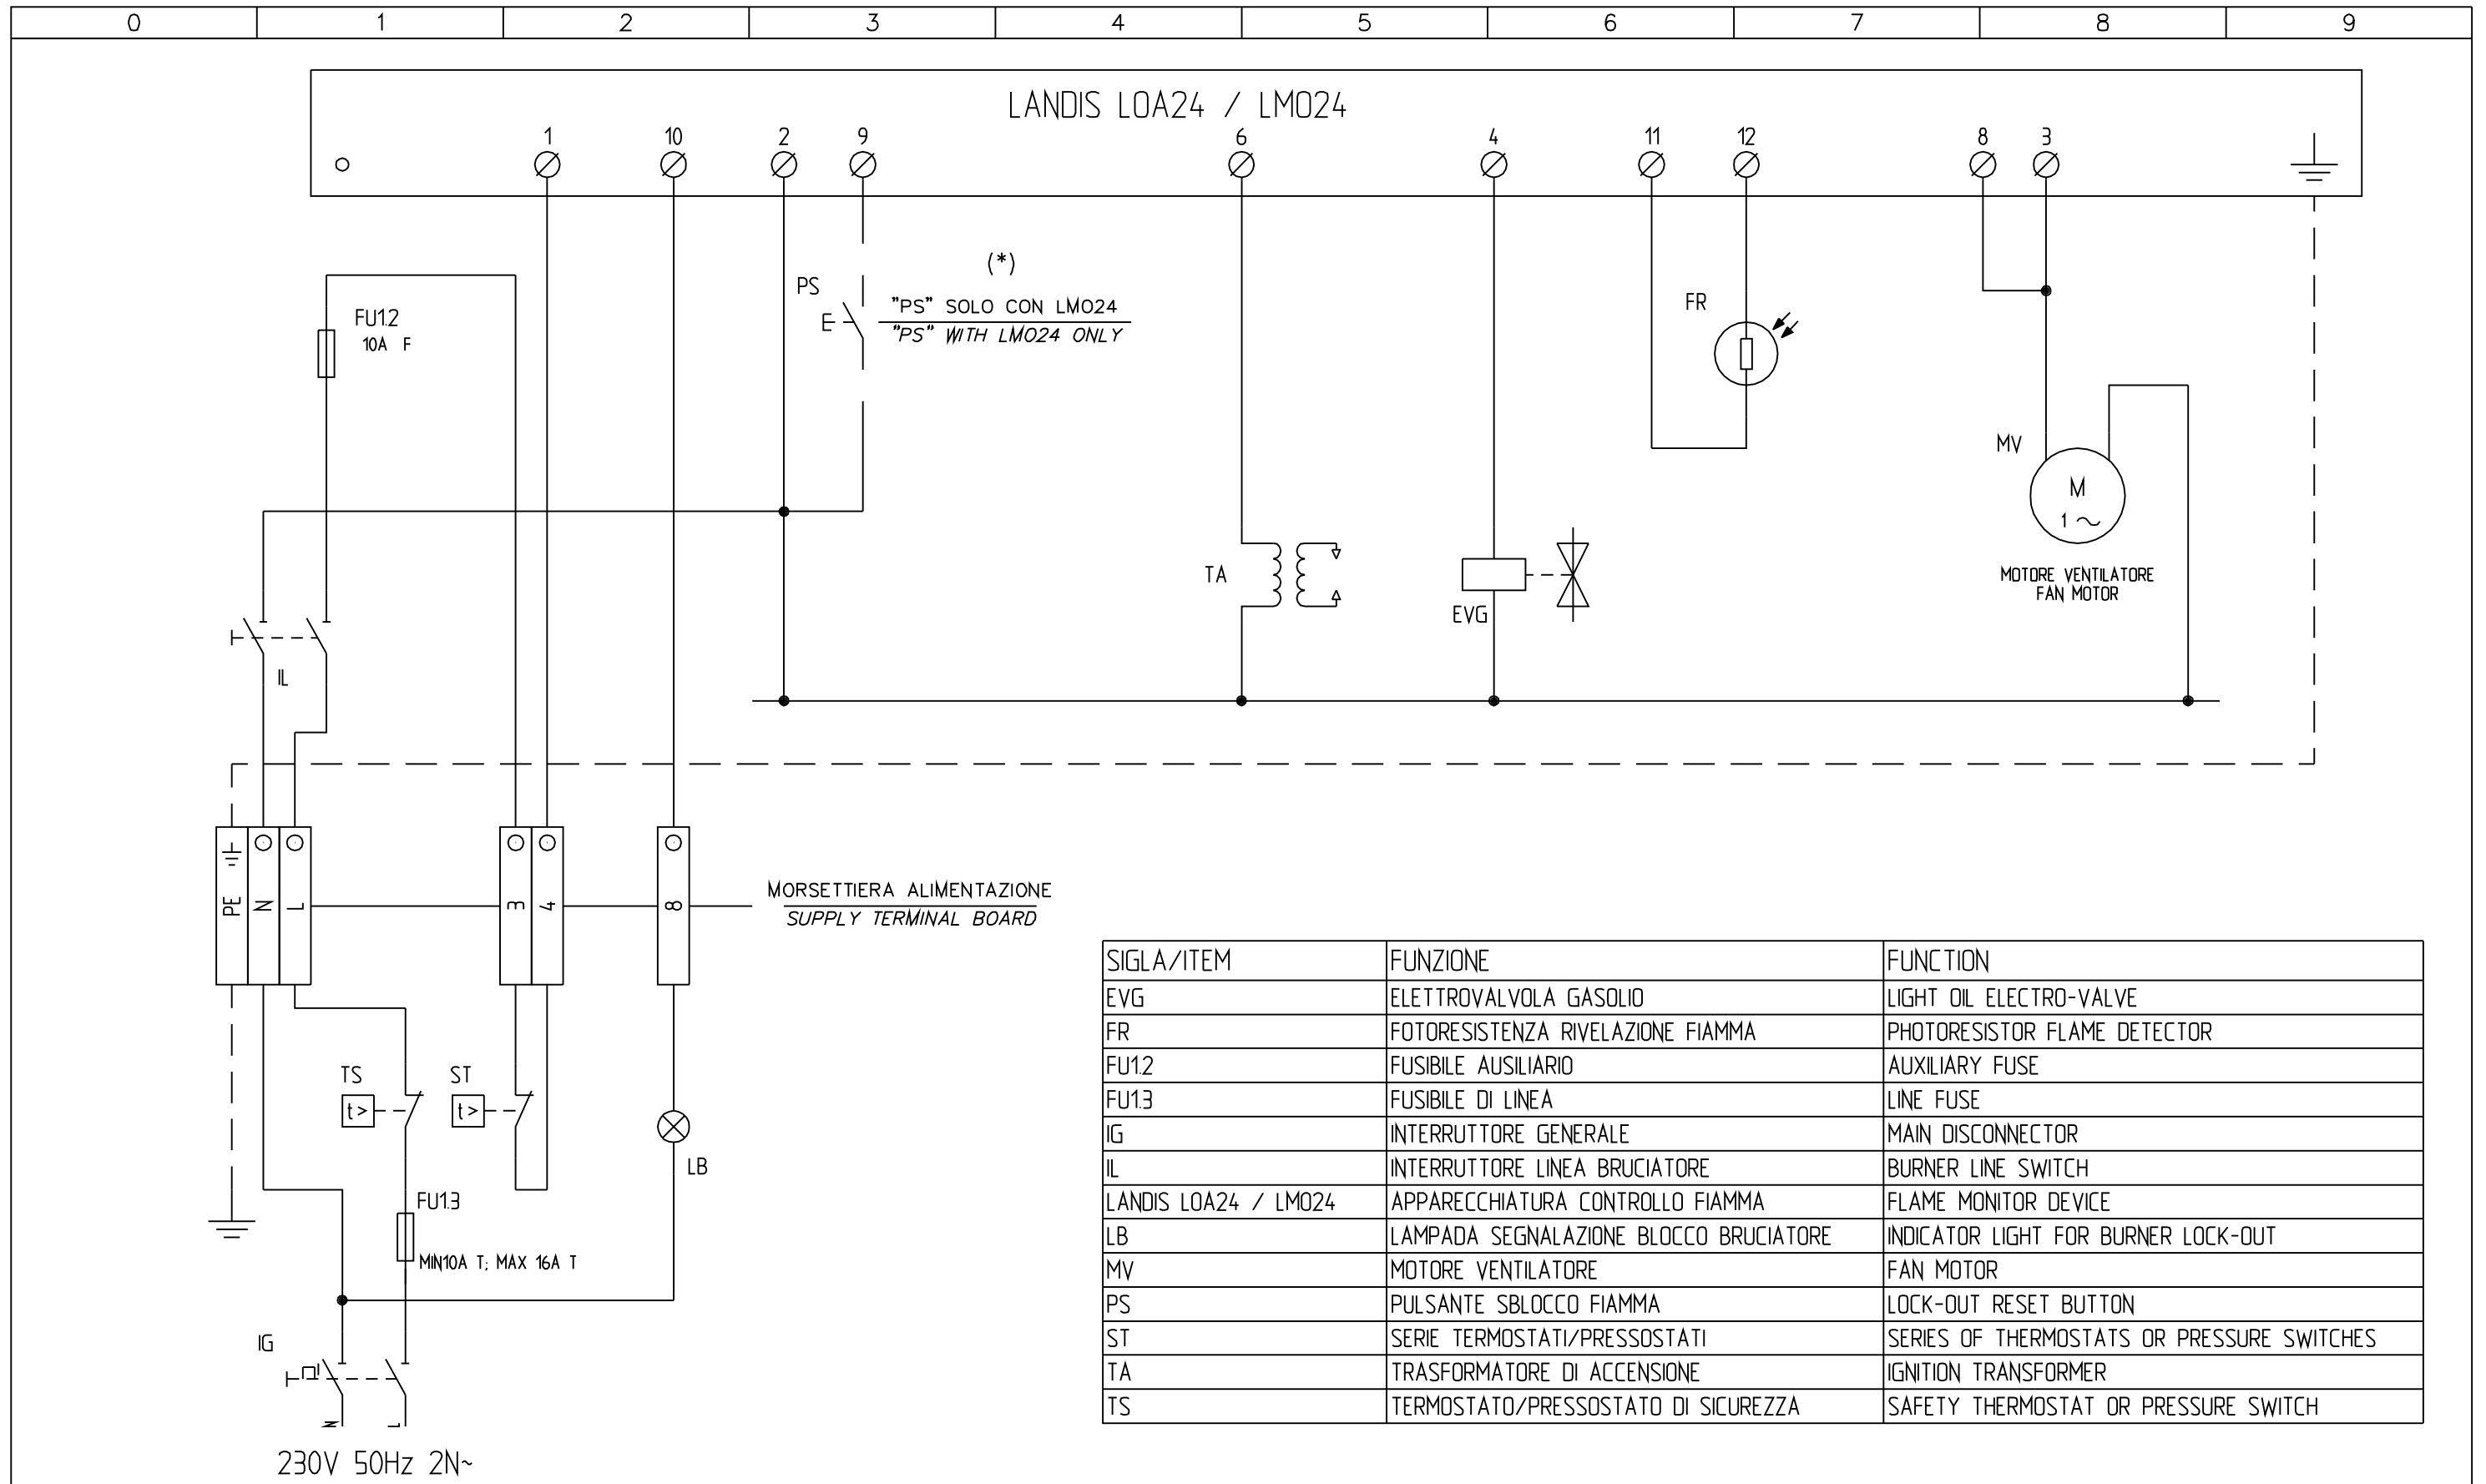 0 1 2 3 4 5 6 7 8 9
LANDIS LOA24 / LMO24
1 10 2 9 6 4 11 12 8 3
(*)
PS
"PS" SOLO CON LMO24
"PS" WITH LMO24 ONLY
E
FR
FU1.2
10A F
MV
M
1~
TA
MOTORE VENTILATORE
FAN MOTOR
EVG
IL
PE N L 3 4 8
MORSETTIERA ALIMENTAZIONE
SUPPLY TERMINAL BOARD
TS ST
t> t>
LB
FU1.3
MIN10A T; MAX 16A T
IG
N L
230V 50Hz 2N~
SIGLA/ITEM FUNZIONE FUNCTION
EVG ELETTROVALVOLA GASOLIO LIGHT OIL ELECTRO-VALVE
FR FOTORESISTENZA RIVELAZIONE FIAMMA PHOTORESISTOR FLAME DETECTOR
FU1.2 FUSIBILE AUSILIARIO AUXILIARY FUSE
FU1.3 FUSIBILE DI LINEA LINE FUSE
IG INTERRUTTORE GENERALE MAIN DISCONNECTOR
IL INTERRUTTORE LINEA BRUCIATORE BURNER LINE SWITCH
LANDIS LOA24 / LMO24 APPARECCHIATURA CONTROLLO FIAMMA FLAME MONITOR DEVICE
LB LAMPADA SEGNALAZIONE BLOCCO BRUCIATORE INDICATOR LIGHT FOR BURNER LOCK-OUT
MV MOTORE VENTILATORE FAN MOTOR
PS PULSANTE SBLOCCO FIAMMA LOCK-OUT RESET BUTTON
ST SERIE TERMOSTATI/PRESSOSTATI SERIES OF THERMOSTATS OR PRESSURE SWITCHES
TA TRASFORMATORE DI ACCENSIONE IGNITION TRANSFORMER
TS TERMOSTATO/PRESSOSTATO DI SICUREZZA SAFETY THERMOSTAT OR PRESSURE SWITCH